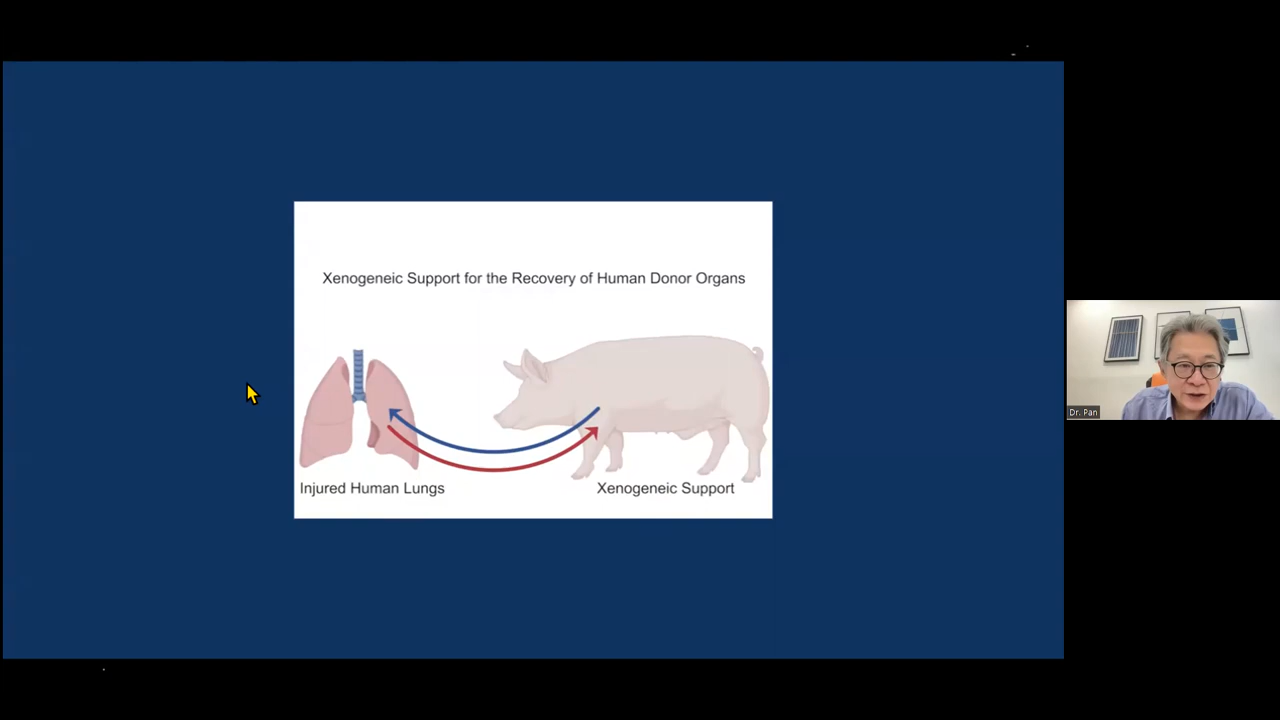 Xenogeneic Support for the Recovery of Human Donor Organs
Injured Human Lungs
Xenogeneic Support
Dr. Pan